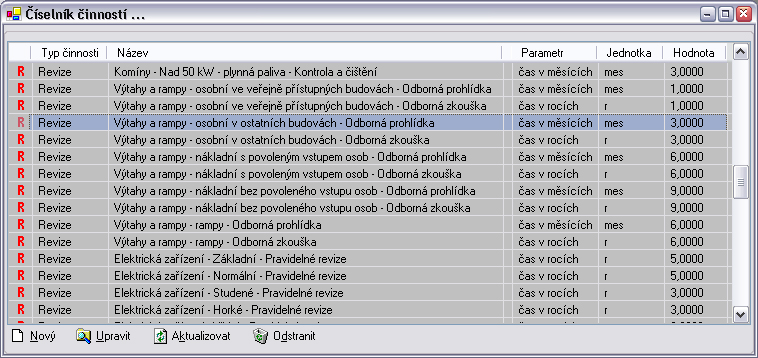 Číselník činností ...
Typ činnosti Název Parametr Jednotka Hodnota
R Revize Komíny - Nad 50 kW - plynná paliva - Kontrola a čištění čas v měsících mes 3,0000
R Revize Výtahy a rampy - osobní ve veřejně přístupných budovách - Odborná prohlídka čas v měsících mes 1,0000
R Revize Výtahy a rampy - osobní ve veřejně přístupných budovách - Odborná zkouška čas v rocích r 1,0000
R Revize Výtahy a rampy - osobní v ostatních budovách - Odborná prohlídka čas v měsících mes 3,0000
R Revize Výtahy a rampy - osobní v ostatních budovách - Odborná zkouška čas v rocích r 3,0000
R Revize Výtahy a rampy - nákladní s povoleným vstupem osob - Odborná prohlídka čas v měsících mes 6,0000
R Revize Výtahy a rampy - nákladní s povoleným vstupem osob - Odborná zkouška čas v rocích r 6,0000
R Revize Výtahy a rampy - nákladní bez povoleného vstupu osob - Odborná prohlídka čas v měsících mes 9,0000
R Revize Výtahy a rampy - nákladní bez povoleného vstupu osob - Odborná zkouška čas v rocích r 9,0000
R Revize Výtahy a rampy - rampy - Odborná prohlídka čas v měsících mes 6,0000
R Revize Výtahy a rampy - rampy - Odborná zkouška čas v rocích r 6,0000
R Revize Elektrická zařízení - Základní - Pravidelné revize čas v rocích r 5,0000
R Revize Elektrická zařízení - Normální - Pravidelné revize čas v rocích r 5,0000
R Revize Elektrická zařízení - Studené - Pravidelné revize čas v rocích r 3,0000
R Revize Elektrická zařízení - Horké - Pravidelné revize čas v rocích r 3,0000
Nový Upravit Aktualizovat Odstranit